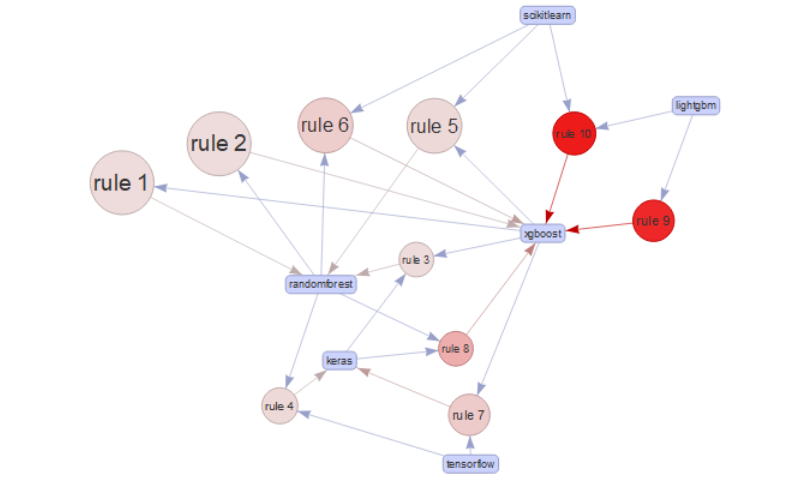 scikitlearn
lightgbm
rule 6
rule 5
rule 10
rule 2
rule 1
rule 9
xgboost
rule 3
randomforest
rule 8
keras
rule 4
rule 7
tensorflow